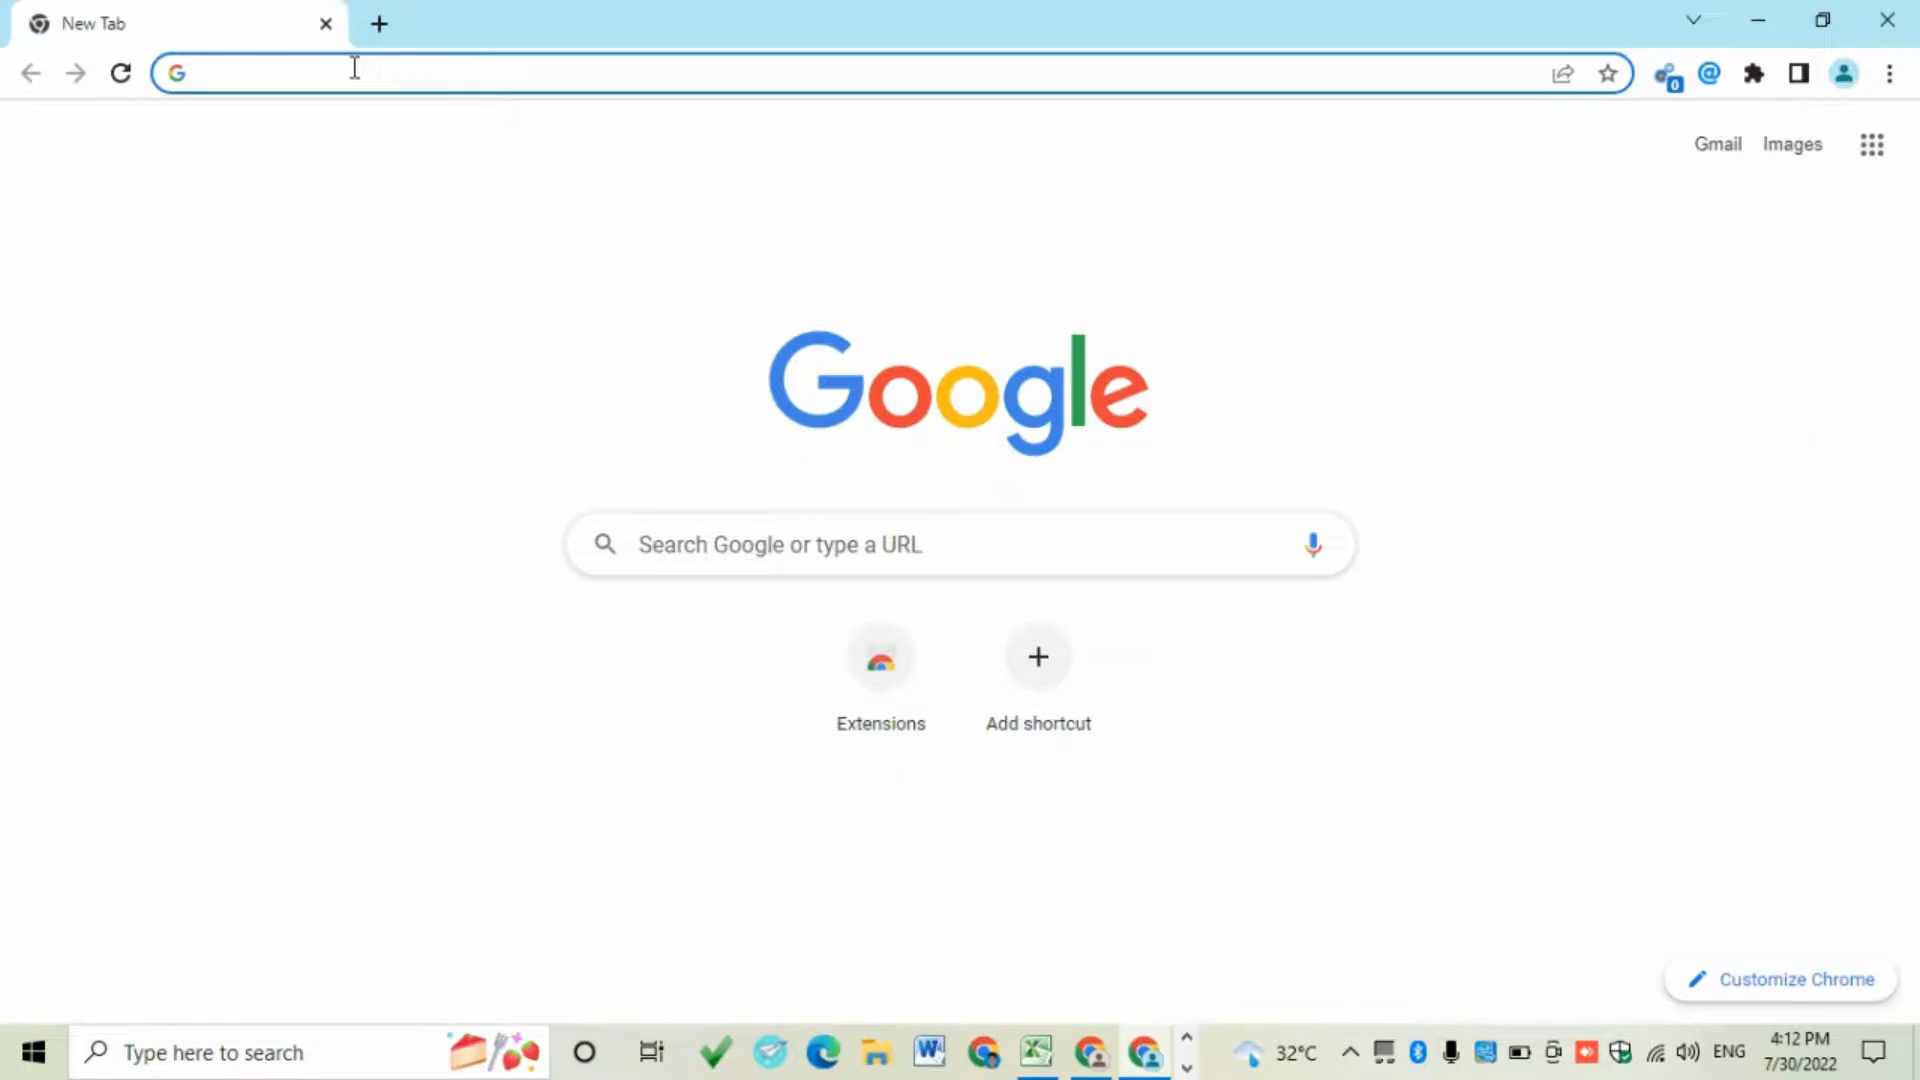 New Tab
Gmail Images
Google
Search Google or type a URL
Extensions
Add shortcut
Customize Chrome
Type here to search
32°C
ENG
4:12 PM
7/30/2022